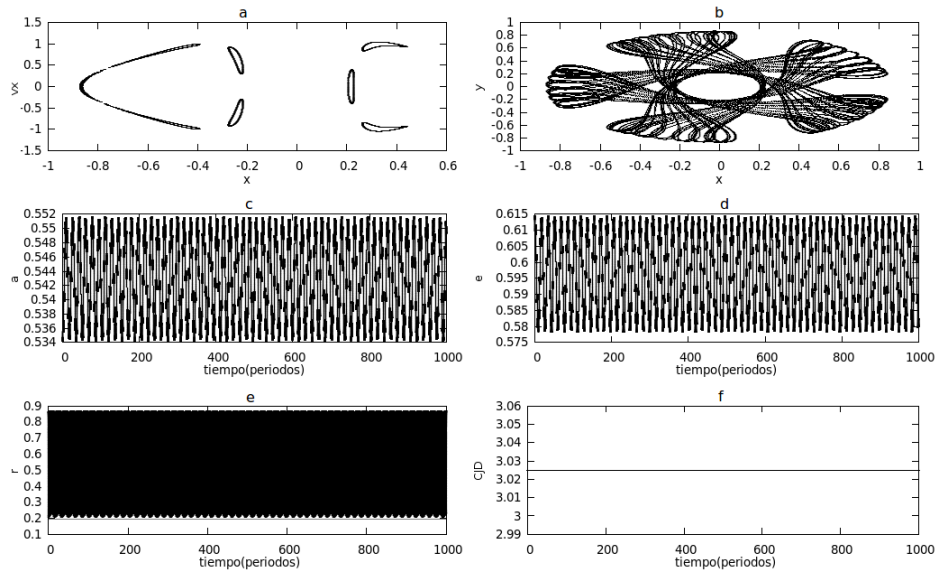 a
1.5
1
0.5
0
-0.5
-1
-1.5
vx
-1 -0.8 -0.6 -0.4 -0.2 0 0.2 0.4 0.6
x
b
1
0.8
0.6
0.4
0.2
0
-0.2
-0.4
-0.6
-0.8
-1
y
-1 -0.8 -0.6 -0.4 -0.2 0 0.2 0.4 0.6 0.8 1
x
c
0.552
0.55
0.548
0.546
0.544
0.542
0.54
0.538
0.536
0.534
a
0 200 400 600 800 1000
tiempo(periodos)
d
0.615
0.61
0.605
0.6
0.595
0.59
0.585
0.58
0.575
e
0 200 400 600 800 1000
tiempo(periodos)
e
0.9
0.8
0.7
0.6
0.5
0.4
0.3
0.2
0.1
r
0 200 400 600 800 1000
tiempo(periodos)
f
3.06
3.05
3.04
3.03
3.02
3.01
3
2.99
CJD
0 200 400 600 800 1000
tiempo(periodos)